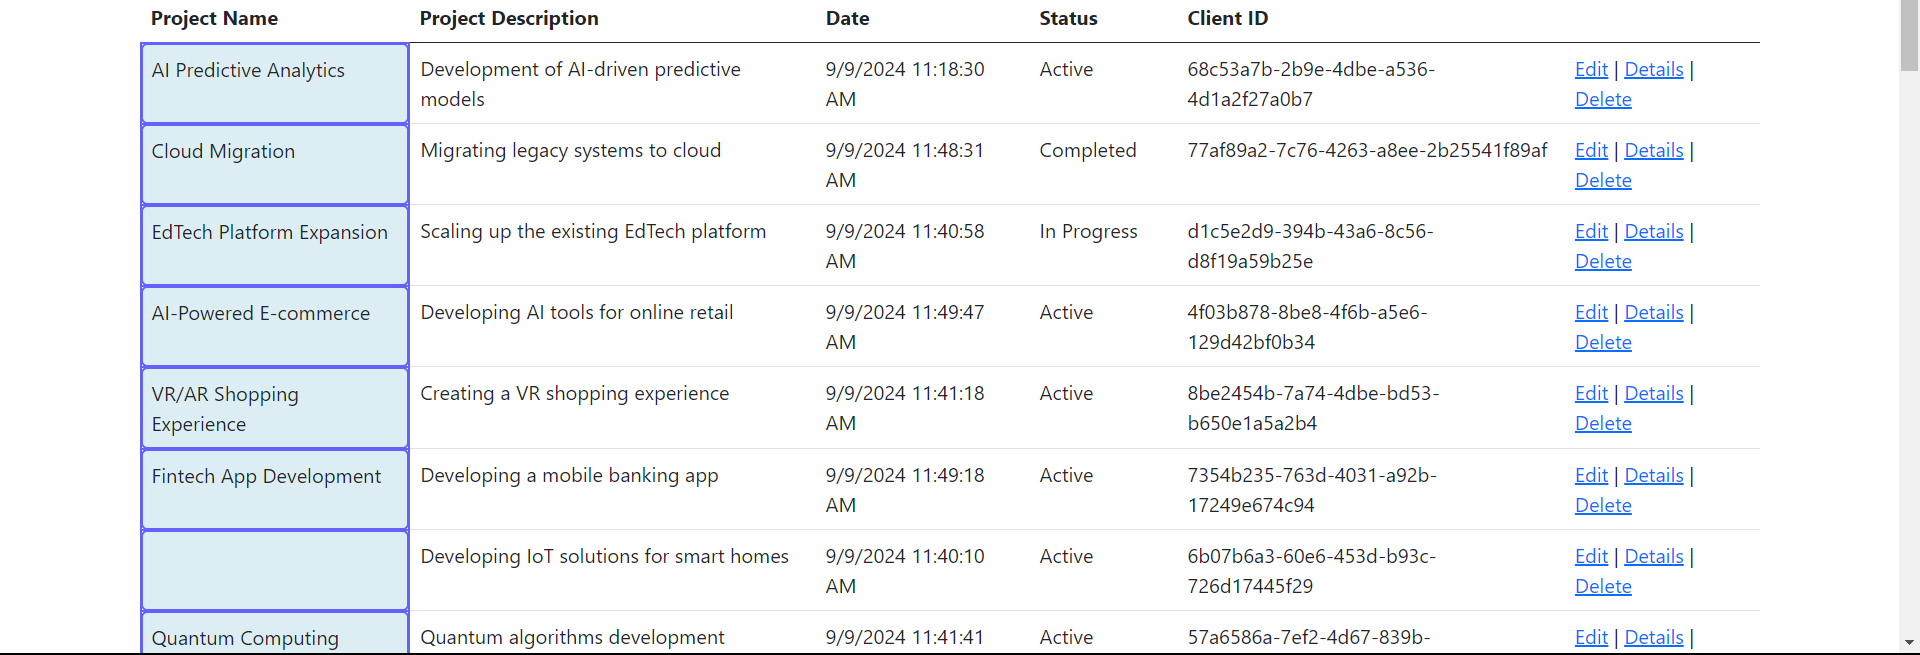 Project Name Project Description Date Status Client ID
AI Predictive Analytics Development of AI-driven predictive 9/9/2024 11:18:30 Active 68c53a7b-2b9e-4dbe-a536- Edit | Details |
models AM 4d1a2f27a0b7 Delete
Cloud Migration Migrating legacy systems to cloud 9/9/2024 11:48:31 Completed 77af89a2-7c76-4263-a8ee-2b25541f89af Edit | Details |
AM Delete
EdTech Platform Expansion Scaling up the existing EdTech platform 9/9/2024 11:40:58 In Progress d1c5e2d9-394b-43a6-8c56- Edit | Details |
AM d8f19a59b25e Delete
AI-Powered E-commerce Developing AI tools for online retail 9/9/2024 11:49:47 Active 4f03b878-8be8-4f6b-a5e6- Edit | Details |
AM 129d42bf0b34 Delete
VR/AR Shopping Creating a VR shopping experience 9/9/2024 11:41:18 Active 8be2454b-7a74-4dbe-bd53- Edit | Details |
Experience AM b650e1a5a2b4 Delete
Fintech App Development Developing a mobile banking app 9/9/2024 11:49:18 Active 7354b235-763d-4031-a92b- Edit | Details |
AM 17249e674c94 Delete
Developing IoT solutions for smart homes 9/9/2024 11:40:10 Active 6b07b6a3-60e6-453d-b93c- Edit | Details |
AM 726d17445f29 Delete
Quantum Computing Quantum algorithms development 9/9/2024 11:41:41 Active 57a6586a-7ef2-4d67-839b- Edit | Details |